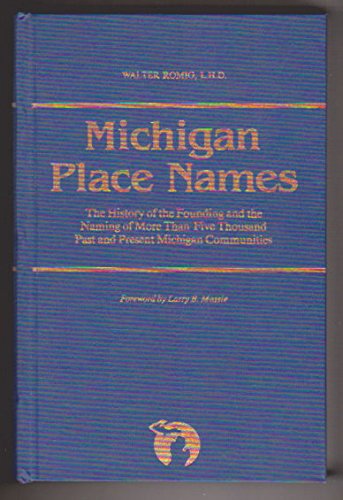 WALTER ROMIG, L.H.D.
Michigan
Place Names
The History of the Founding and the
Naming of More Than Five Thousand
Past and Present Michigan Communities
Foreword by Larry B. Massie